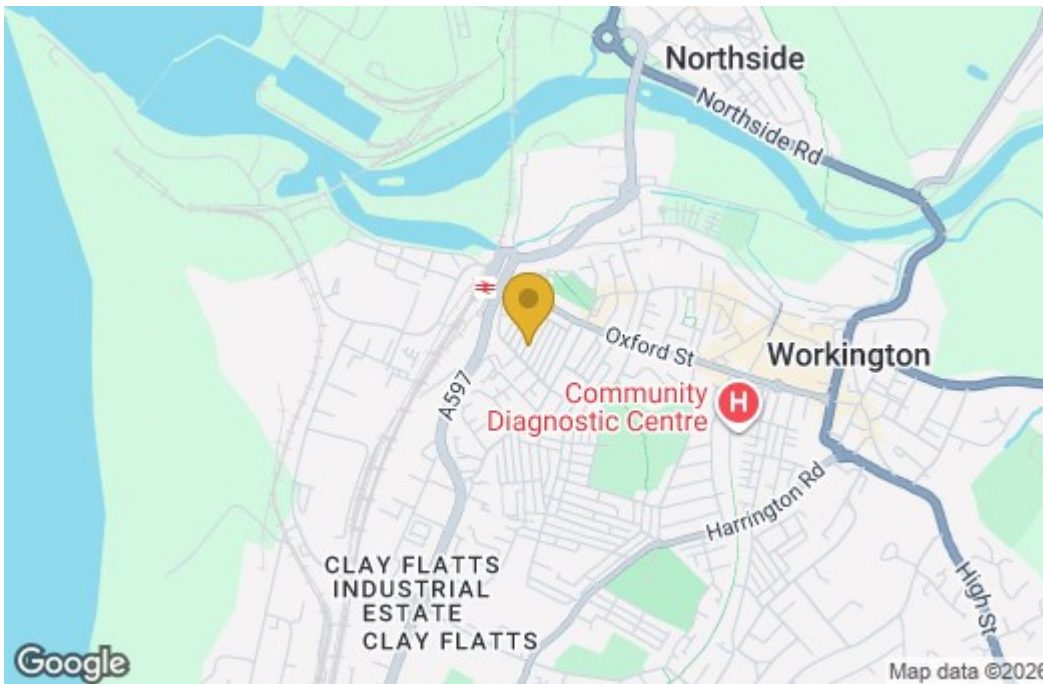 Northside
Northside Rd
Oxford St
Workington
Community
Diagnostic Centre
H
A597
Harrington Rd
High St
CLAY FLATTS
INDUSTRIAL
ESTATE
CLAY FLATTS
Google
Map data ©2026